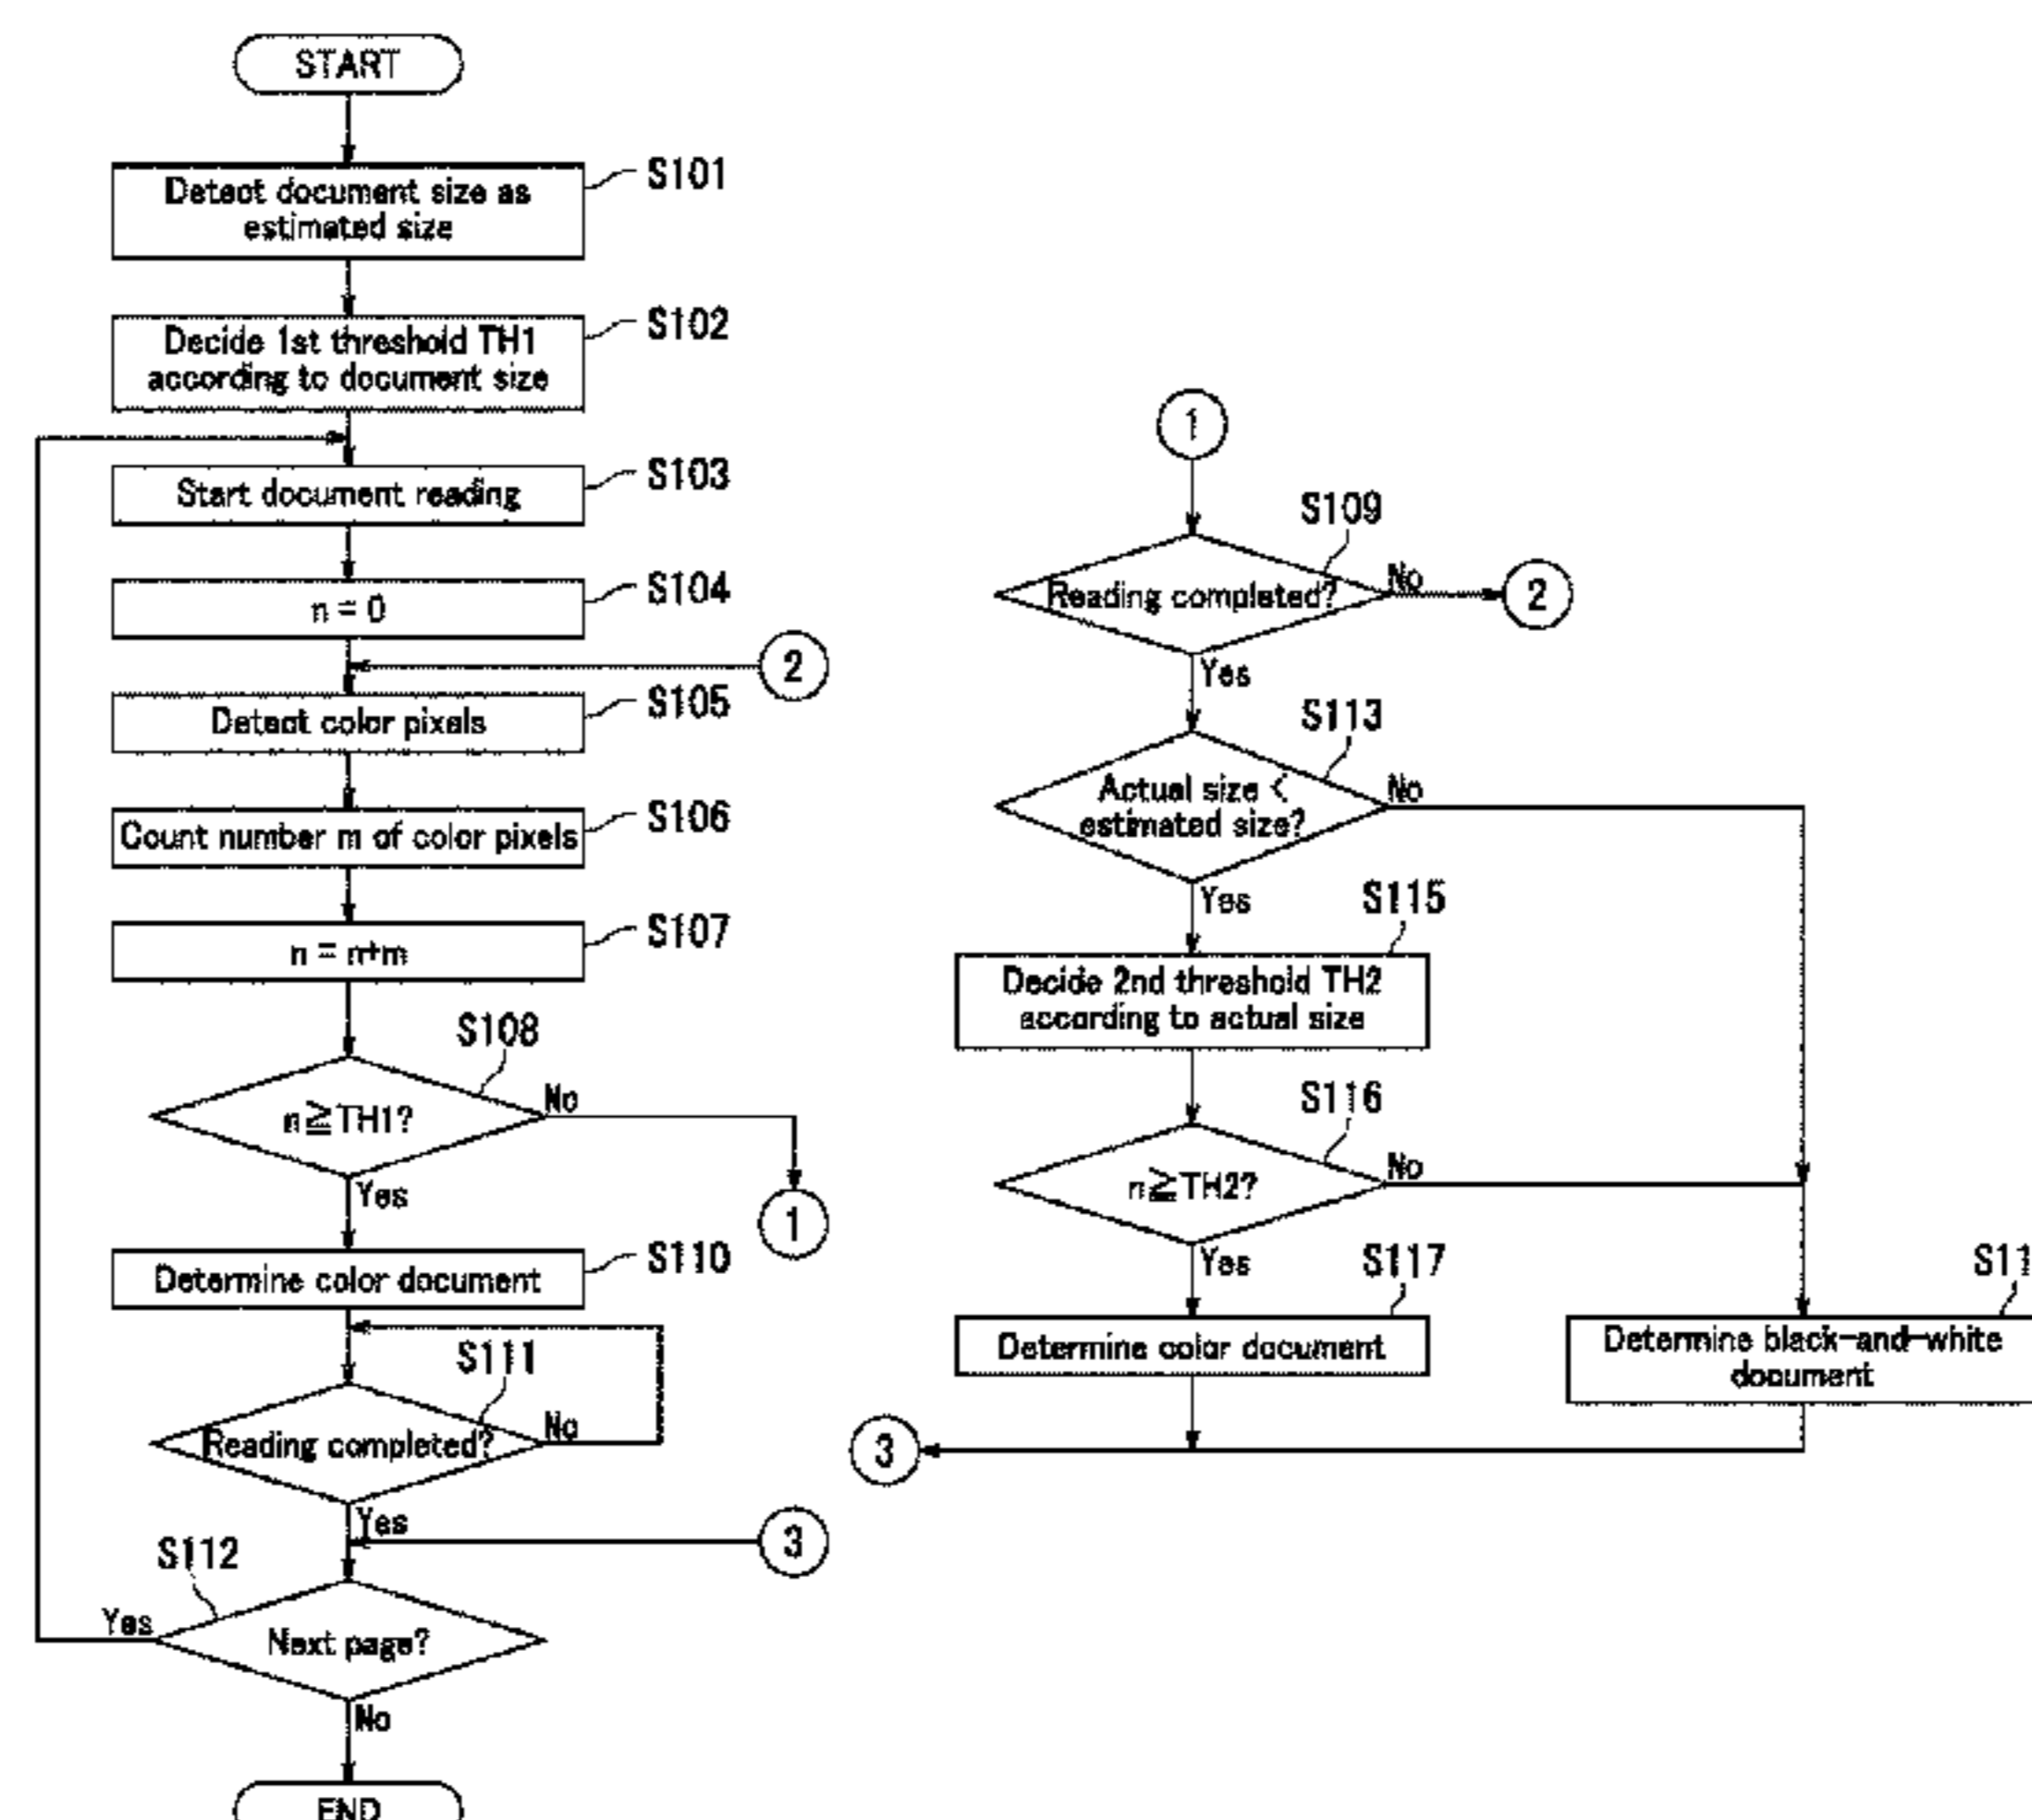 START
S101
Detect document size as
estimated size
S102
Decide 1st threshold TH1
according to document size
S103
Start document reading
S104
n = 0
2
S105
Detect color pixels
S106
Count number m of color pixels
S107
n = n+m
S108
n≧TH1?
No
Yes
1
S110
Determine color document
S111
Reading completed?
No
Yes
3
S112
Next page?
Yes
No
END
1
S109
Reading completed?
No
2
Yes
S113
Actual size <
estimated size?
No
Yes
S115
Decide 2nd threshold TH2
according to actual size
S116
n≧TH2?
No
Yes
S117
Determine color document
S11
Determine black-and-white
document
3